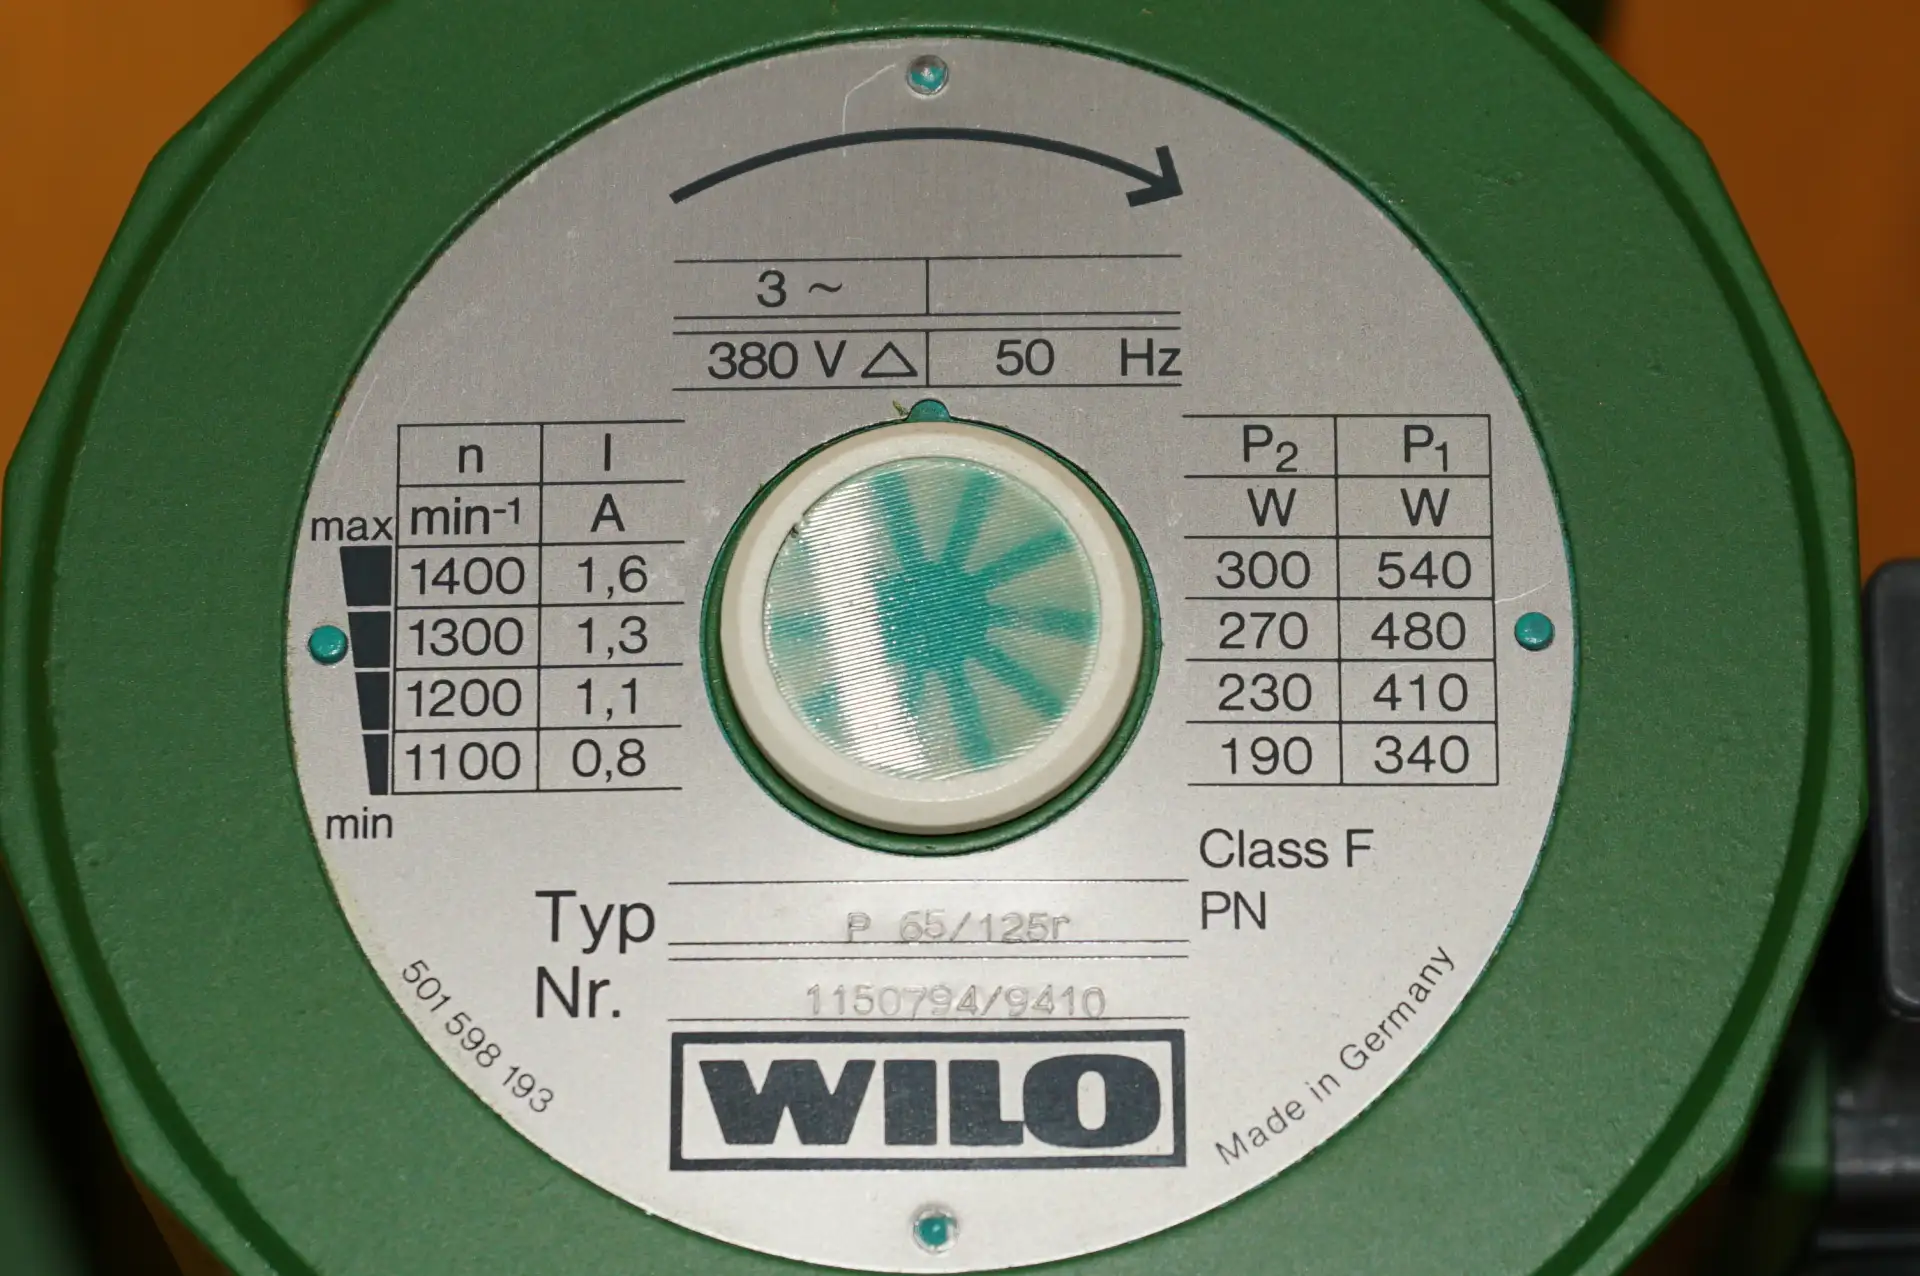 3 ~
380 V △ 50 Hz
n I P2 P1
min-1 A W W
max
1400 1,6 300 540
1300 1,3 270 480
1200 1,1 230 410
1100 0,8 190 340
min
Class F
PN
Typ P 65/125r
Nr. 1150794/9410
WILO
501 598 193
Made in Germany